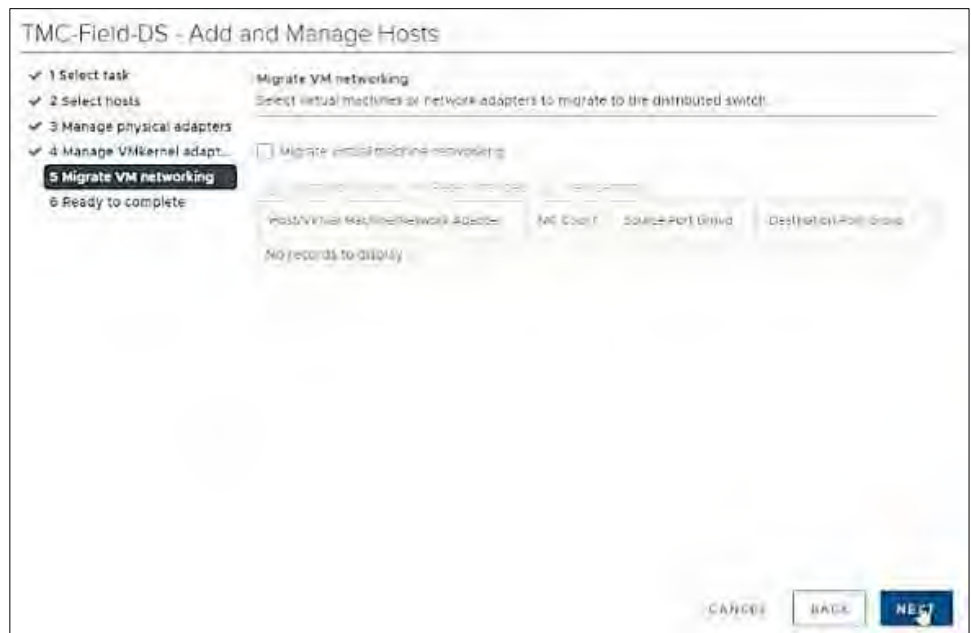 TMC-Field-DS - Add and Manage Hosts
✓ 1 Select task
✓ 2 Select hosts
✓ 3 Manage physical adapters
✓ 4 Manage VMkernel adapt...
5 Migrate VM networking
6 Ready to complete
Migrate VM networking
Select virtual machines or network adapters to migrate to the distributed switch.
Migrate virtual machine networking
Host/Virtual Machine/Network Adapter NIC Count Source Port Group Destination Port Group
No records to display
CANCEL BACK NEXT